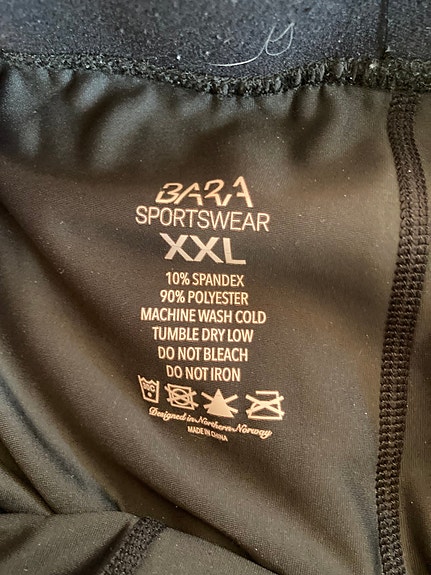 BARA
SPORTSWEAR
XXL
10% SPANDEX
90% POLYESTER
MACHINE WASH COLD
TUMBLE DRY LOW
DO NOT BLEACH
DO NOT IRON
Designed in Northern Norway
MADE IN CHINA